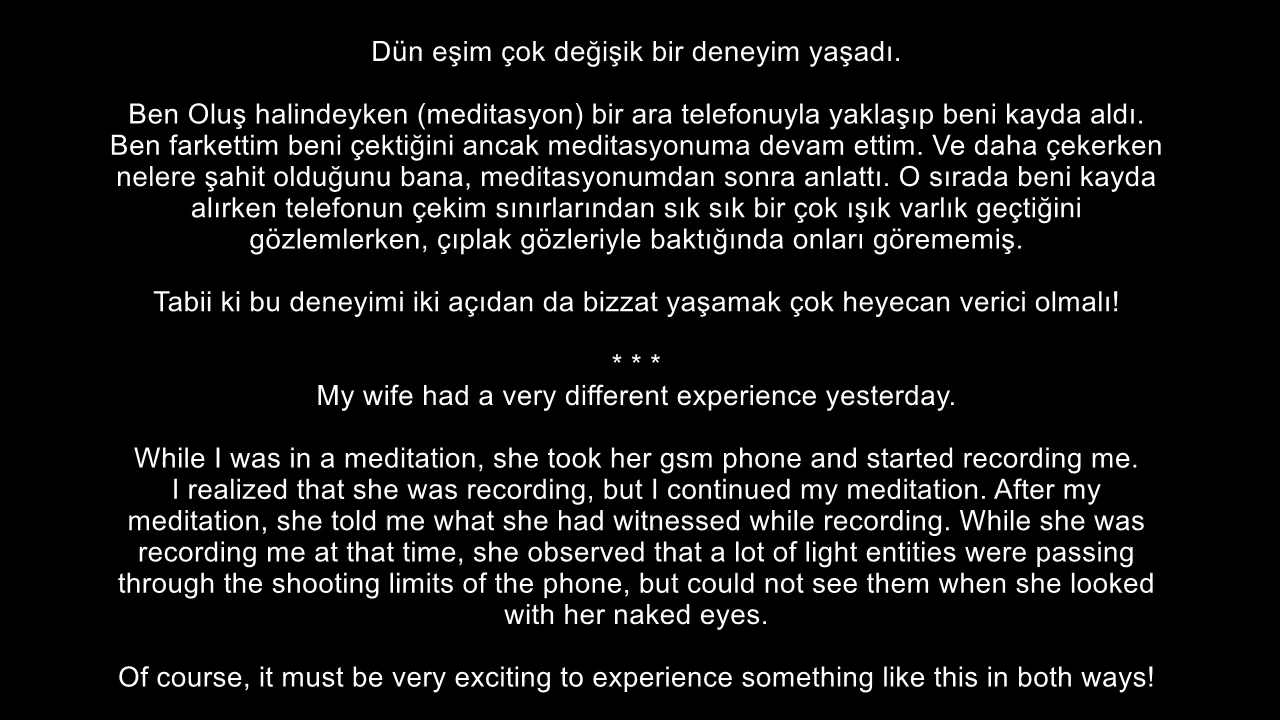 Dün eşim çok değişik bir deneyim yaşadı.
Ben Oluş halindeyken (meditasyon) bir ara telefonuyla yaklaşıp beni kayda aldı.
Ben farkettim beni çektiğini ancak meditasyonuma devam ettim. Ve daha çekerken
nelere şahit olduğunu bana, meditasyonumdan sonra anlattı. O sırada beni kayda
alırken telefonun çekim sınırlarından sık sık bir çok ışık varlık geçtiğini
gözlemlerken, çıplak gözleriyle baktığında onları görememiş.
Tabii ki bu deneyimi iki açıdan da bizzat yaşamak çok heyecan verici olmalı!
* * *
My wife had a very different experience yesterday.
While I was in a meditation, she took her gsm phone and started recording me.
I realized that she was recording, but I continued my meditation. After my
meditation, she told me what she had witnessed while recording. While she was
recording me at that time, she observed that a lot of light entities were passing
through the shooting limits of the phone, but could not see them when she looked
with her naked eyes.
Of course, it must be very exciting to experience something like this in both ways!